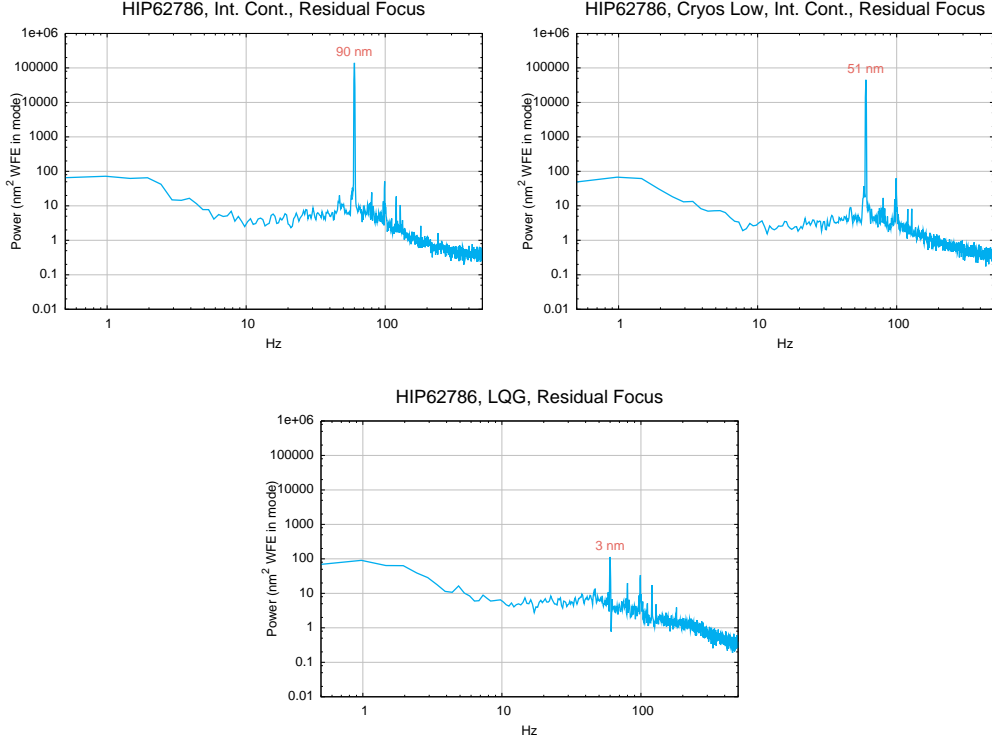 HIP62786, Int. Cont., Residual Focus
1e+06
100000
10000
1000
100
10
1
0.1
0.01
Power (nm² WFE in mode)
90 nm
1
10
100
Hz
HIP62786, Cryos Low, Int. Cont., Residual Focus
1e+06
100000
10000
1000
100
10
1
0.1
0.01
Power (nm² WFE in mode)
51 nm
1
10
100
Hz
HIP62786, LQG, Residual Focus
1e+06
100000
10000
1000
100
10
1
0.1
0.01
Power (nm² WFE in mode)
3 nm
1
10
100
Hz